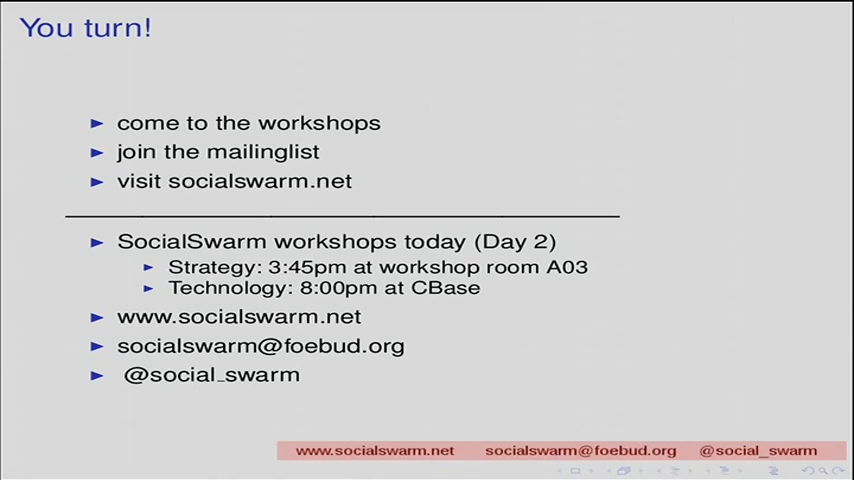 You turn!
come to the workshops
join the mailinglist
visit socialswarm.net
SocialSwarm workshops today (Day 2)
Strategy: 3:45pm at workshop room A03
Technology: 8:00pm at CBase
www.socialswarm.net
socialswarm@foebud.org
@social_swarm
www.socialswarm.net socialswarm@foebud.org @social_swarm